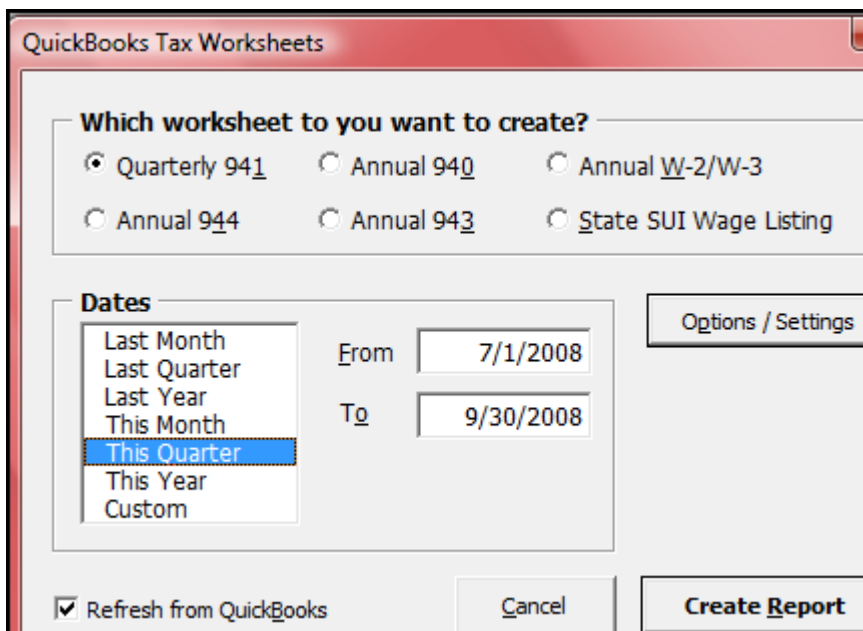 QuickBooks Tax Worksheets
Which worksheet to you want to create?
Quarterly 941 Annual 940 Annual W-2/W-3
Annual 944 Annual 943 State SUI Wage Listing
Dates
Options / Settings
Last Month
Last Quarter
Last Year
This Month
This Quarter
This Year
Custom
From 7/1/2008
To 9/30/2008
Refresh from QuickBooks Cancel Create Report